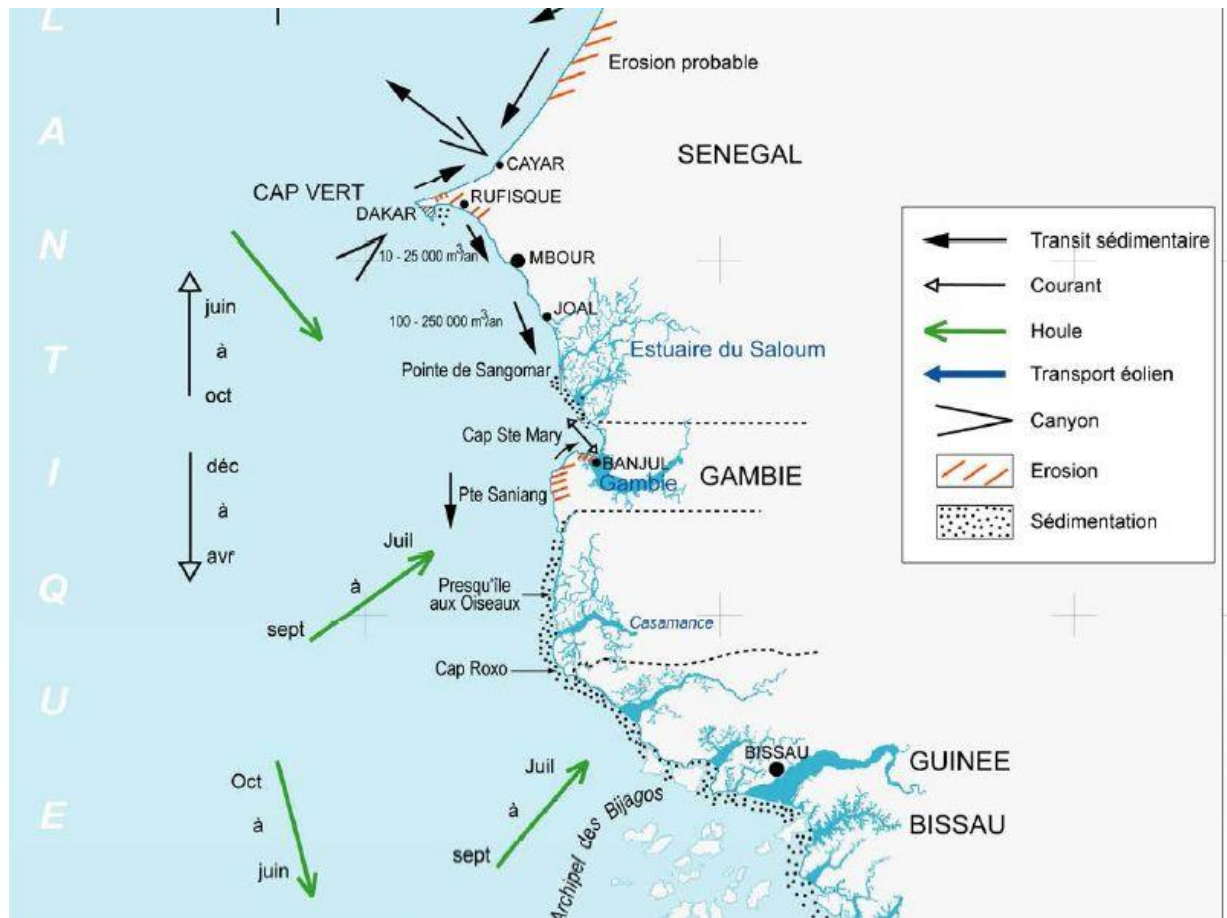 L
A
N
T
I
Q
U
E
Erosion probable
CAYAR
SENEGAL
CAP VERT
RUFISQUE
DAKAR
10 - 25 000 m³/an
MBOUR
juin
à
oct
100 - 250 000 m³/an
JOAL
Estuaire du Saloum
Pointe de Sangomar
Cap Ste Mary
BANJUL
Gambie
GAMBIE
déc
à
avr
Pte Saniang
Juil
à
sept
Presqu'île
aux Oiseaux
Casamance
Cap Roxo
BISSAU
GUINEE
BISSAU
Oct
à
juin
Juil
à
sept
Archipel des Bijagos
Transit sédimentaire
Courant
Houle
Transport éolien
Canyon
Erosion
Sédimentation